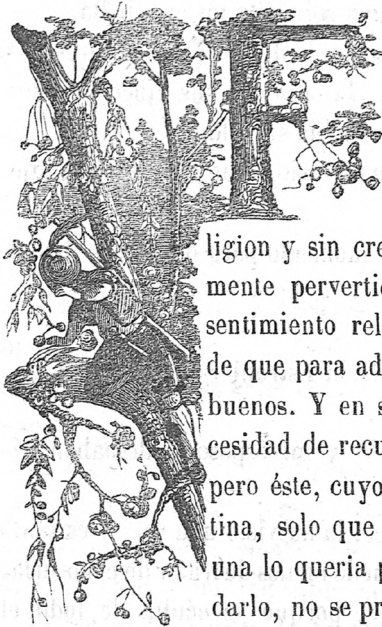 F
ligion y sin cre
mente pervertid
sentimiento rel
de que para ad
buenos. Y en s
cesidad de recu
pero éste, cuyo
tina, solo que
una lo queria p
darlo, no se pr